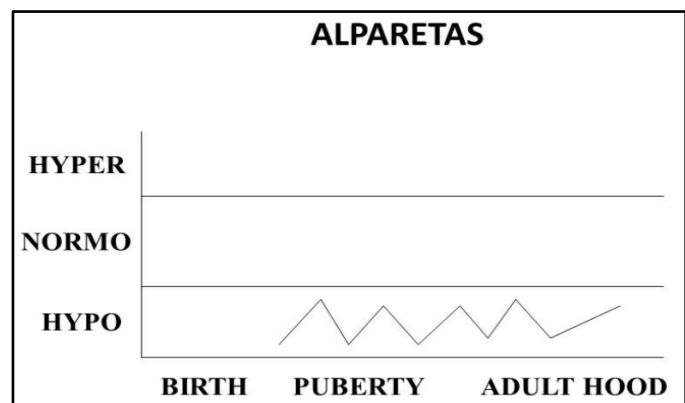 ALPARETAS
HYPER
NORMO
HYPO
BIRTH PUBERTY ADULT HOOD